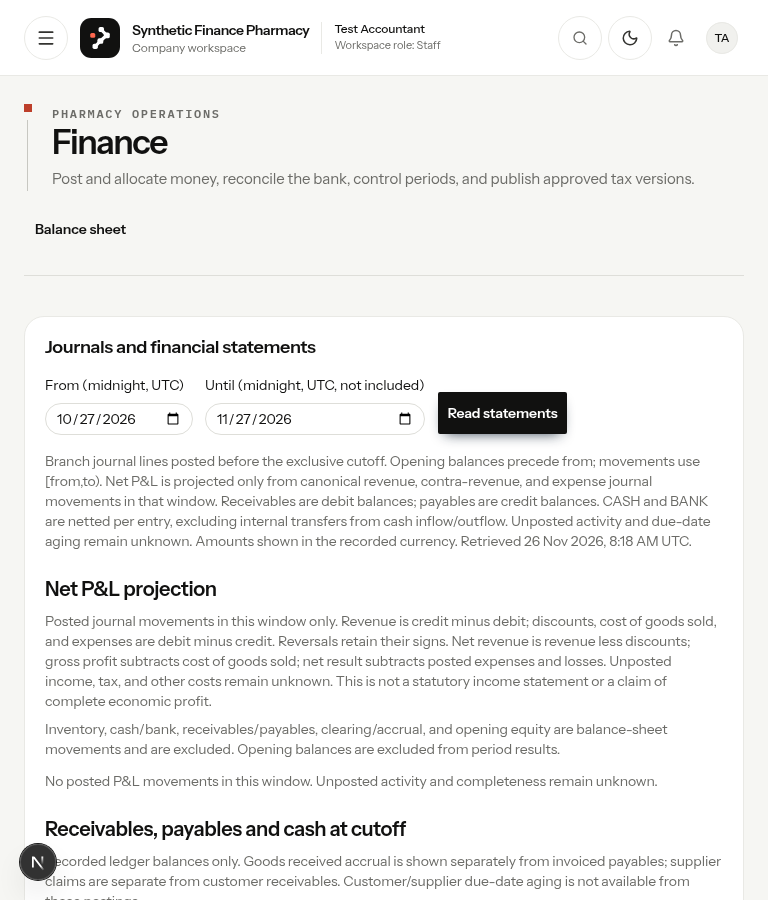 Synthetic Finance Pharmacy
Company workspace
Test Accountant
Workspace role: Staff
TA
PHARMACY OPERATIONS
Finance
Post and allocate money, reconcile the bank, control periods, and publish approved tax versions.
Balance sheet
Journals and financial statements
From (midnight, UTC)
Until (midnight, UTC, not included)
10/27/2026
11/27/2026
Read statements
Branch journal lines posted before the exclusive cutoff. Opening balances precede from; movements use
[from,to). Net P&L is projected only from canonical revenue, contra-revenue, and expense journal
movements in that window. Receivables are debit balances; payables are credit balances. CASH and BANK
are netted per entry, excluding internal transfers from cash inflow/outflow. Unposted activity and due-date
aging remain unknown. Amounts shown in the recorded currency. Retrieved 26 Nov 2026, 8:18 AM UTC.
Net P&L projection
Posted journal movements in this window only. Revenue is credit minus debit; discounts, cost of goods sold,
and expenses are debit minus credit. Reversals retain their signs. Net revenue is revenue less discounts;
gross profit subtracts cost of goods sold; net result subtracts posted expenses and losses. Unposted
income, tax, and other costs remain unknown. This is not a statutory income statement or a claim of
complete economic profit.
Inventory, cash/bank, receivables/payables, clearing/accrual, and opening equity are balance-sheet
movements and are excluded. Opening balances are excluded from period results.
No posted P&L movements in this window. Unposted activity and completeness remain unknown.
Receivables, payables and cash at cutoff
ecorded ledger balances only. Goods received accrual is shown separately from invoiced payables; supplier
claims are separate from customer receivables. Customer/supplier due-date aging is not available from
N